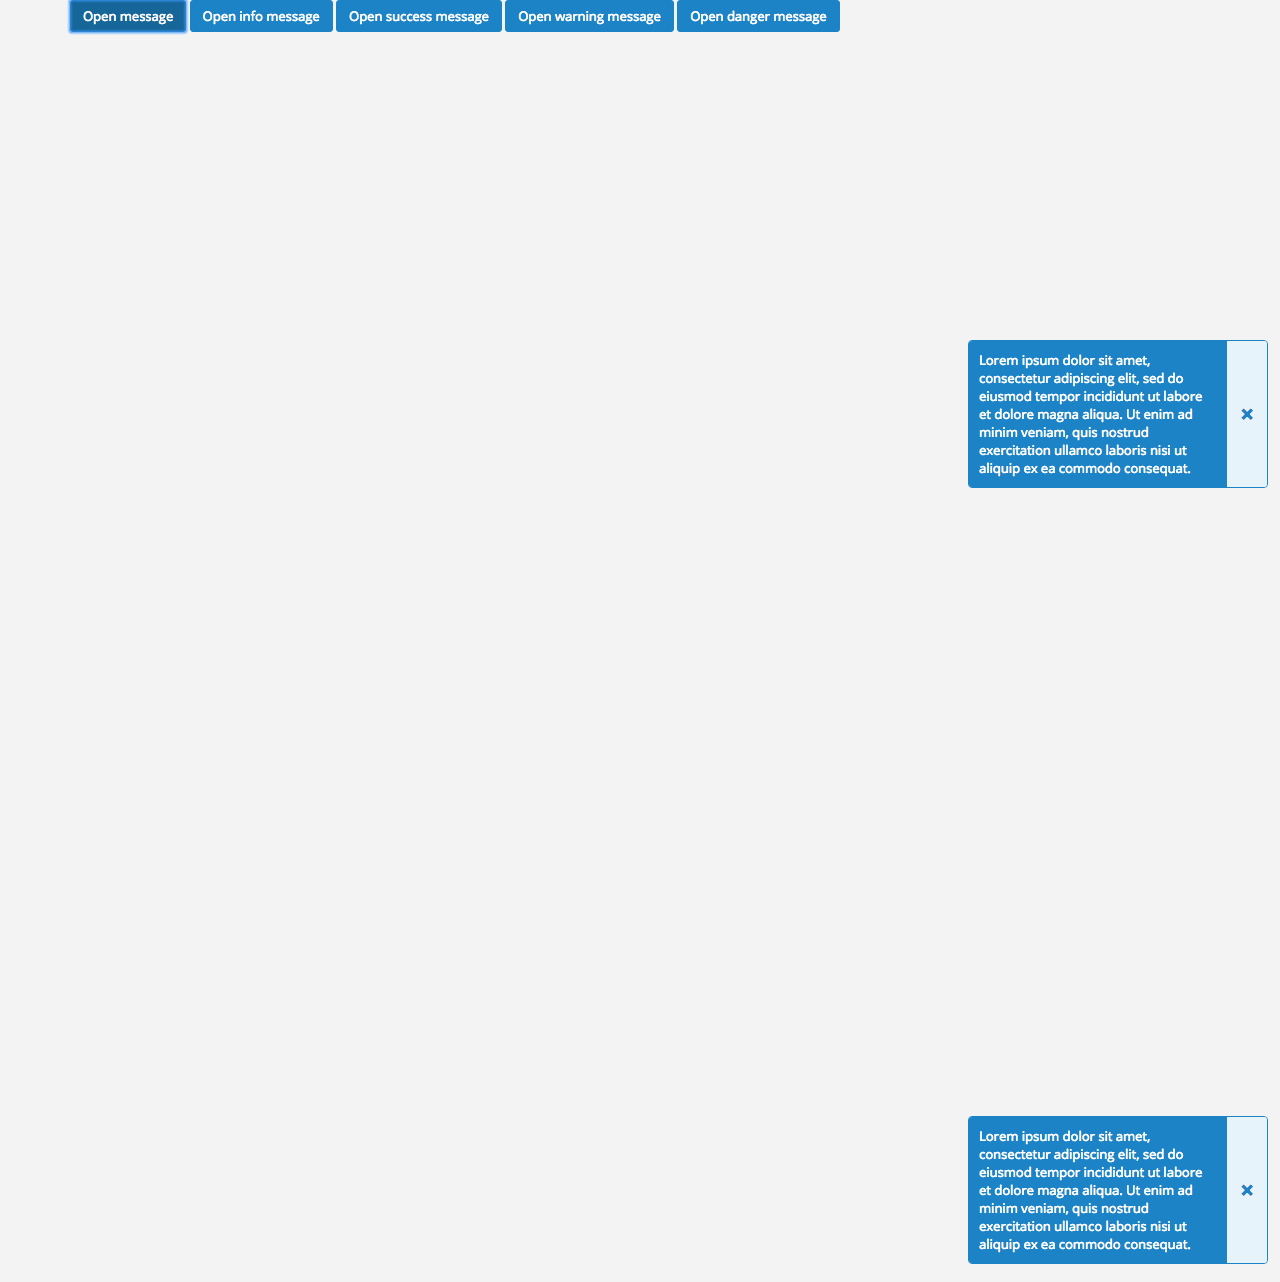 Open message Open info message Open success message Open warning message Open danger message
Lorem ipsum dolor sit amet,
consectetur adipiscing elit, sed do
eiusmod tempor incididunt ut labore
et dolore magna aliqua. Ut enim ad
minim veniam, quis nostrud
exercitation ullamco laboris nisi ut
aliquip ex ea commodo consequat.
Lorem ipsum dolor sit amet,
consectetur adipiscing elit, sed do
eiusmod tempor incididunt ut labore
et dolore magna aliqua. Ut enim ad
minim veniam, quis nostrud
exercitation ullamco laboris nisi ut
aliquip ex ea commodo consequat.